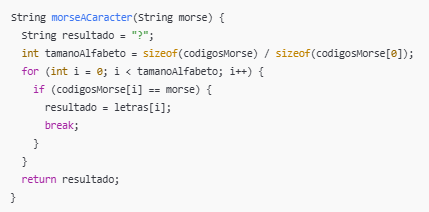 String morseACaracter(String morse) {
  String resultado = "?";
  int tamanoAlfabeto = sizeof(codigosMorse) / sizeof(codigosMorse[0]);
  for (int i = 0; i < tamanoAlfabeto; i++) {
    if (codigosMorse[i] == morse) {
      resultado = letras[i];
      break;
    }
  }
  return resultado;
}